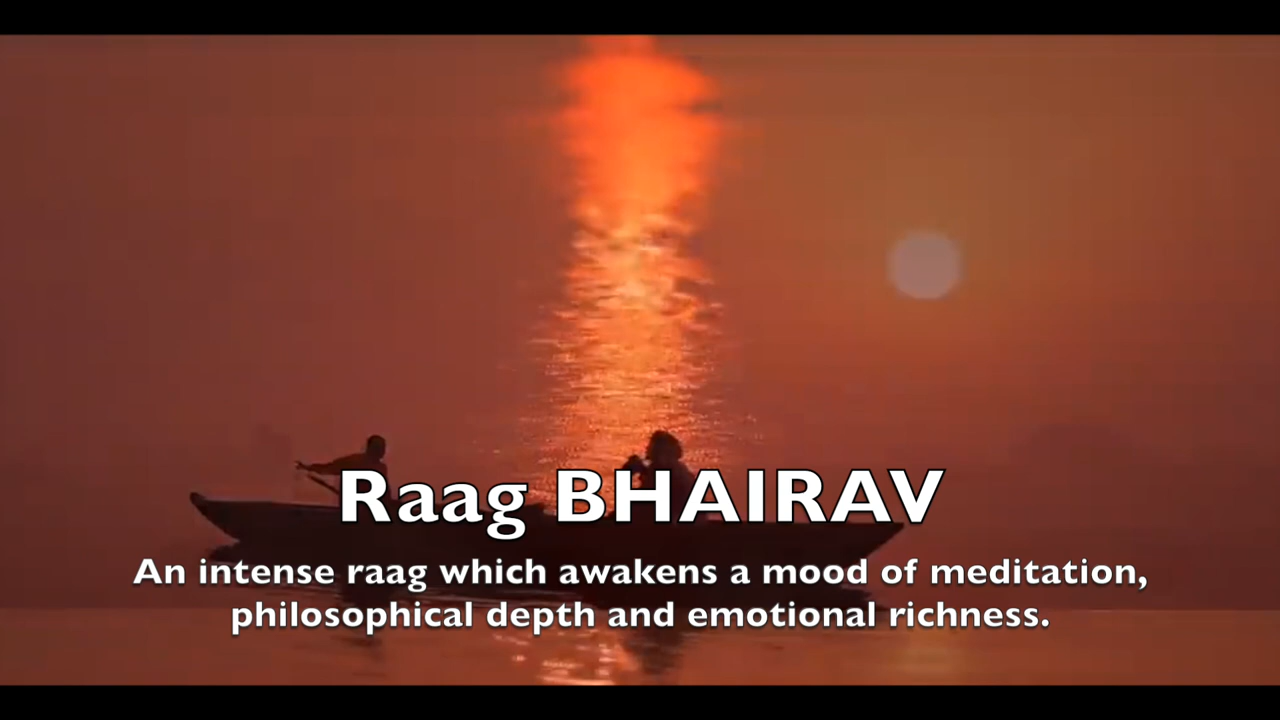 Raag BHAIRAV
An intense raag which awakens a mood of meditation,
philosophical depth and emotional richness.